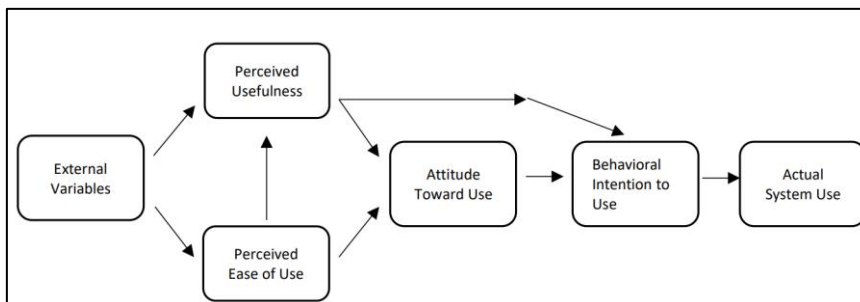 Perceived
Usefulness
External
Variables
Perceived
Ease of Use
Attitude
Toward Use
Behavioral
Intention to
Use
Actual
System Use